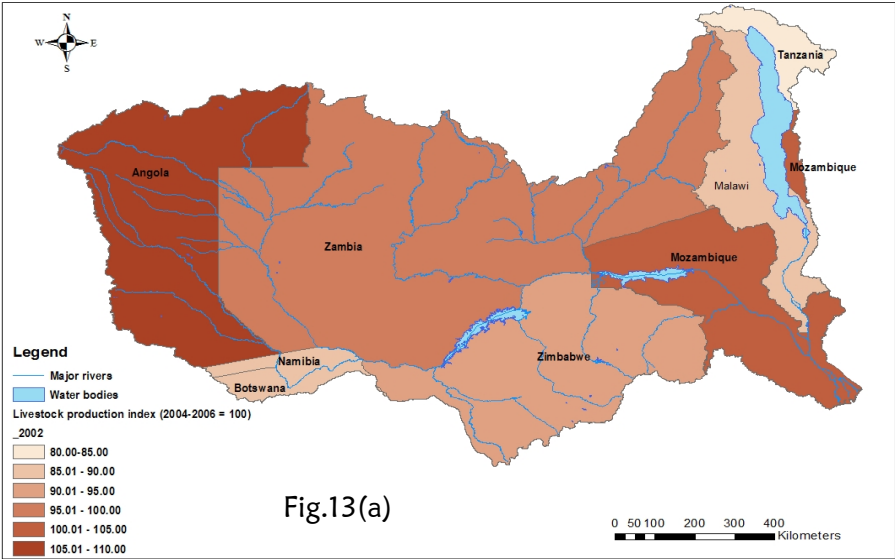 N
W E
S
Tanzania
Angola
Mozambique
Malawi
Zambia
Mozambique
Namibia
Zimbabwe
Botswana
Legend
Major rivers
Water bodies
Livestock production index (2004-2006 = 100)
_2002
80.00-85.00
85.01 - 90.00
90.01 - 95.00
95.01 - 100.00
100.01 - 105.00
105.01 - 110.00
Fig.13(a)
0 50 100 200 300 400
Kilometers